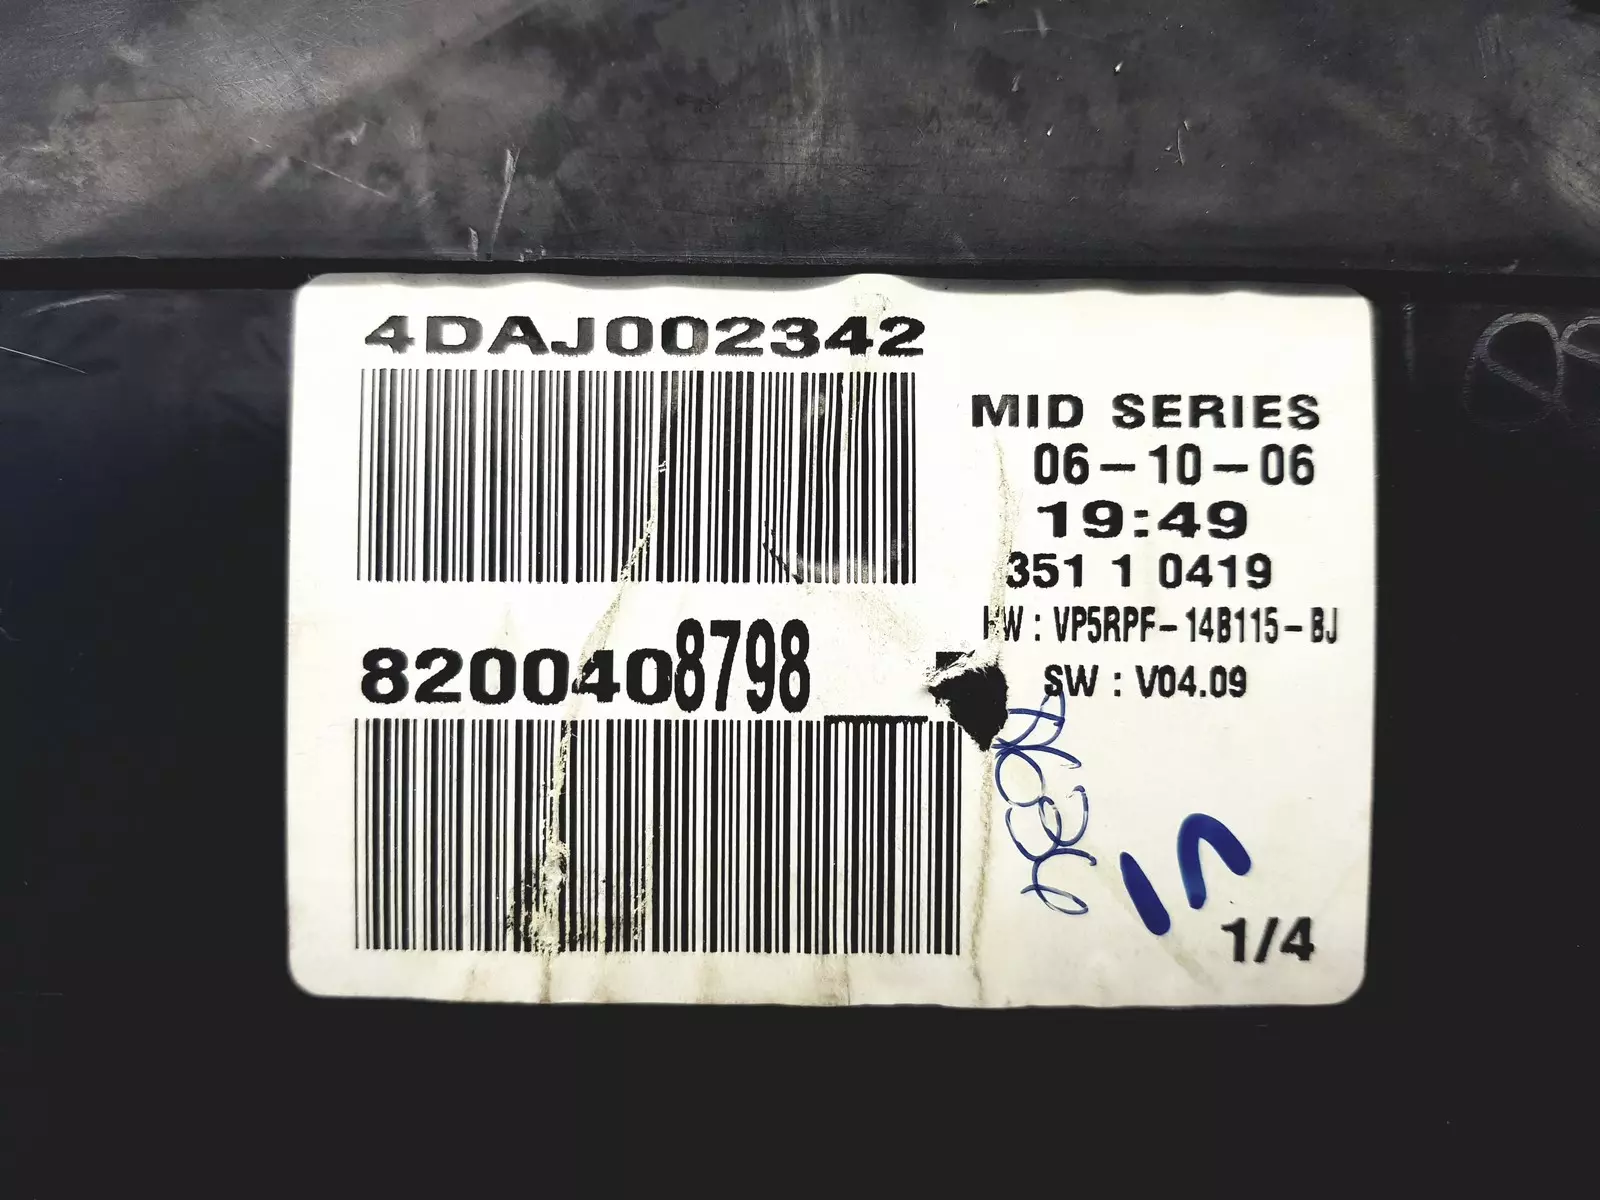 4DAJ002342
MID SERIES
06-10-06
19:49
351 1 0419
HW: VP5RPF-14B115-BJ
8200408798
SW: V04.09
1/4